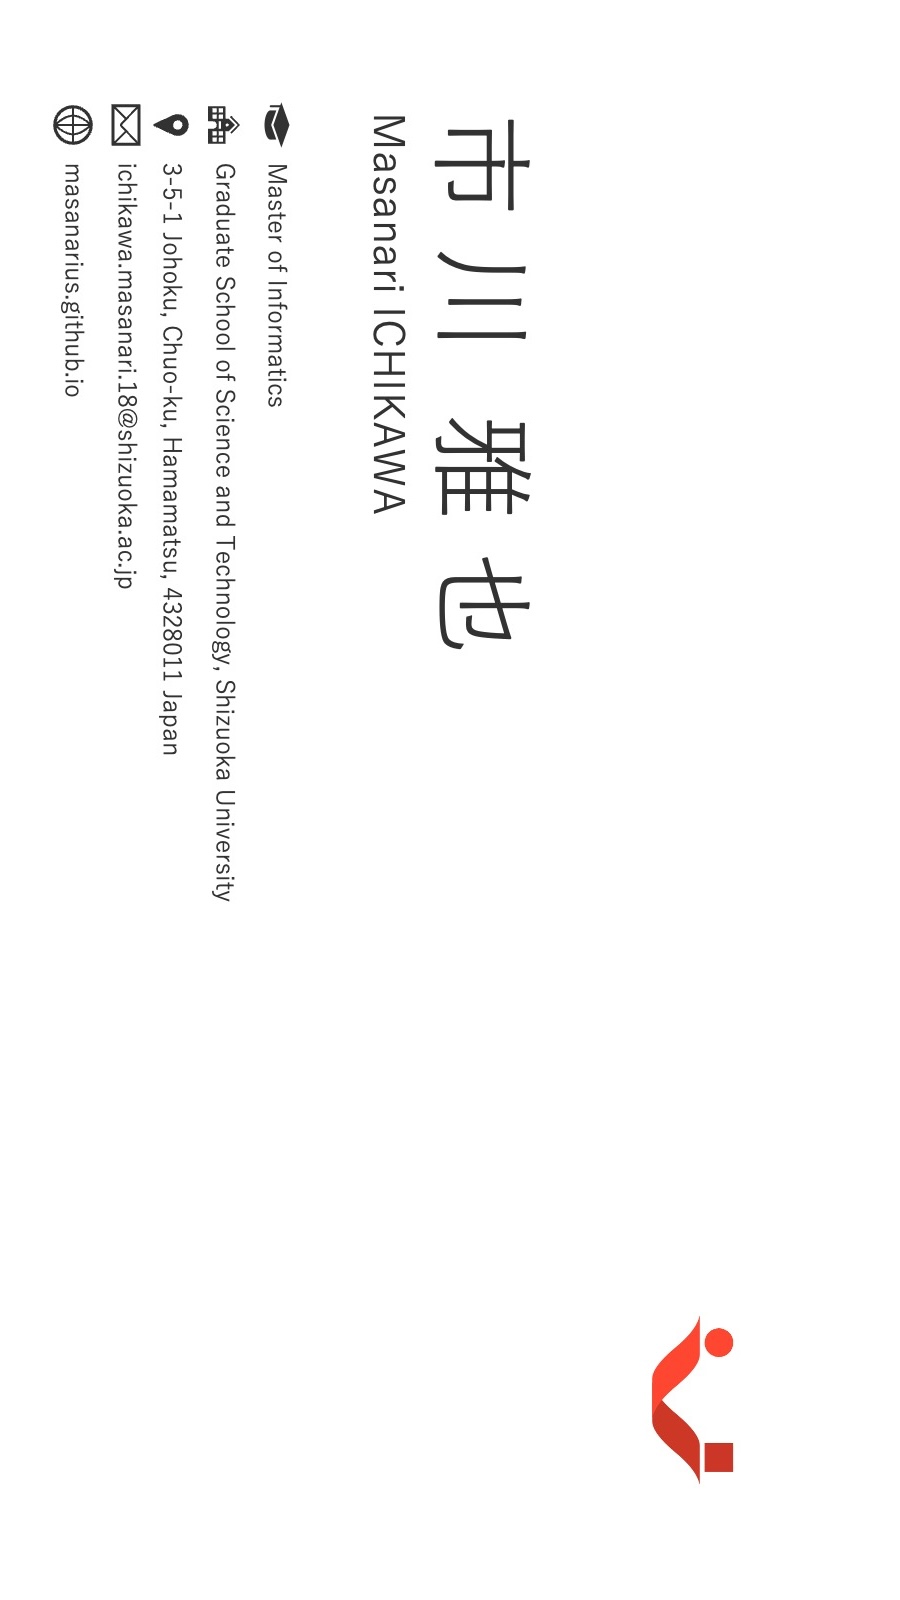 市川 雅也
Masanari ICHIKAWA
Master of Informatics
Graduate School of Science and Technology, Shizuoka University
3-5-1 Johoku, Chuo-ku, Hamamatsu, 4328011 Japan
ichikawa.masanari.18@shizuoka.ac.jp
masanarius.github.io